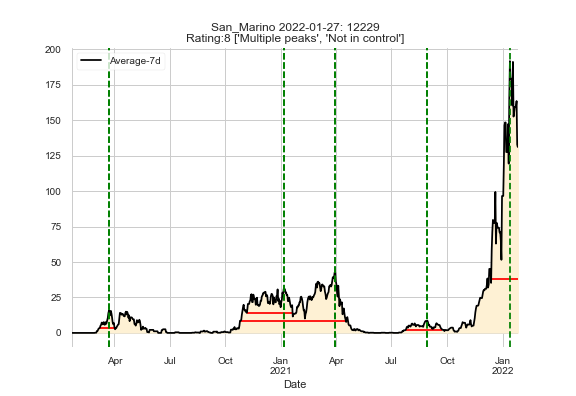 San_Marino 2022-01-27: 12229
Rating:8 ['Multiple peaks', 'Not in control']
Average-7d
200
175
150
125
100
75
50
25
0
Apr Jul Oct Jan Apr Jul Oct Jan
2021 2022
Date